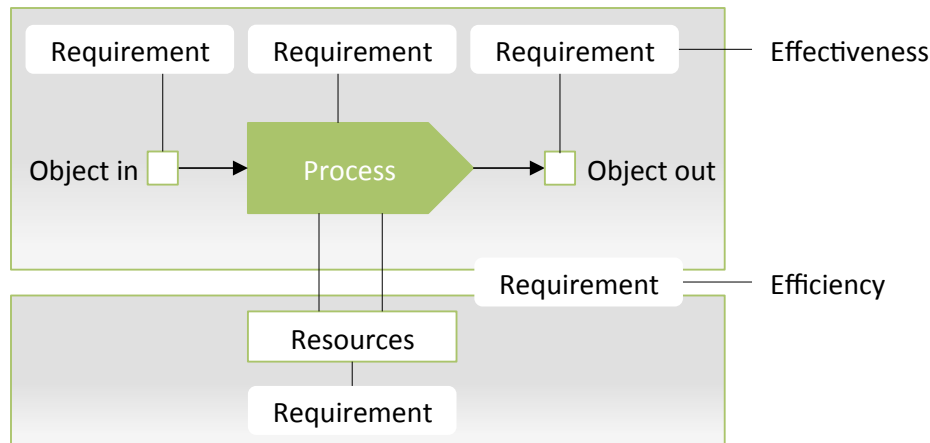 Requirement
Requirement
Requirement
Effectiveness
Object in
Process
Object out
Requirement
Efficiency
Resources
Requirement